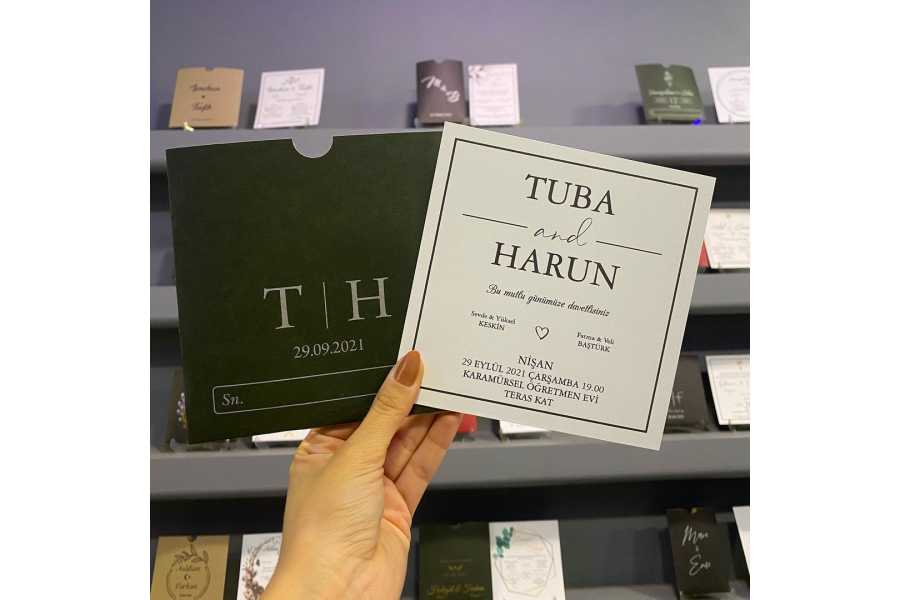 T | H
29.09.2021
Sn.
TUBA
and
HARUN
Bu mutlu günümüze davetlisiniz
Sevde & Yüksel
KESKİN
Fatma & Veli
BAŞTÜRK
NİŞAN
29 EYLÜL 2021 ÇARŞAMBA 19.00
KARAMÜRSEL ÖĞRETMEN EVİ
TERAS KAT